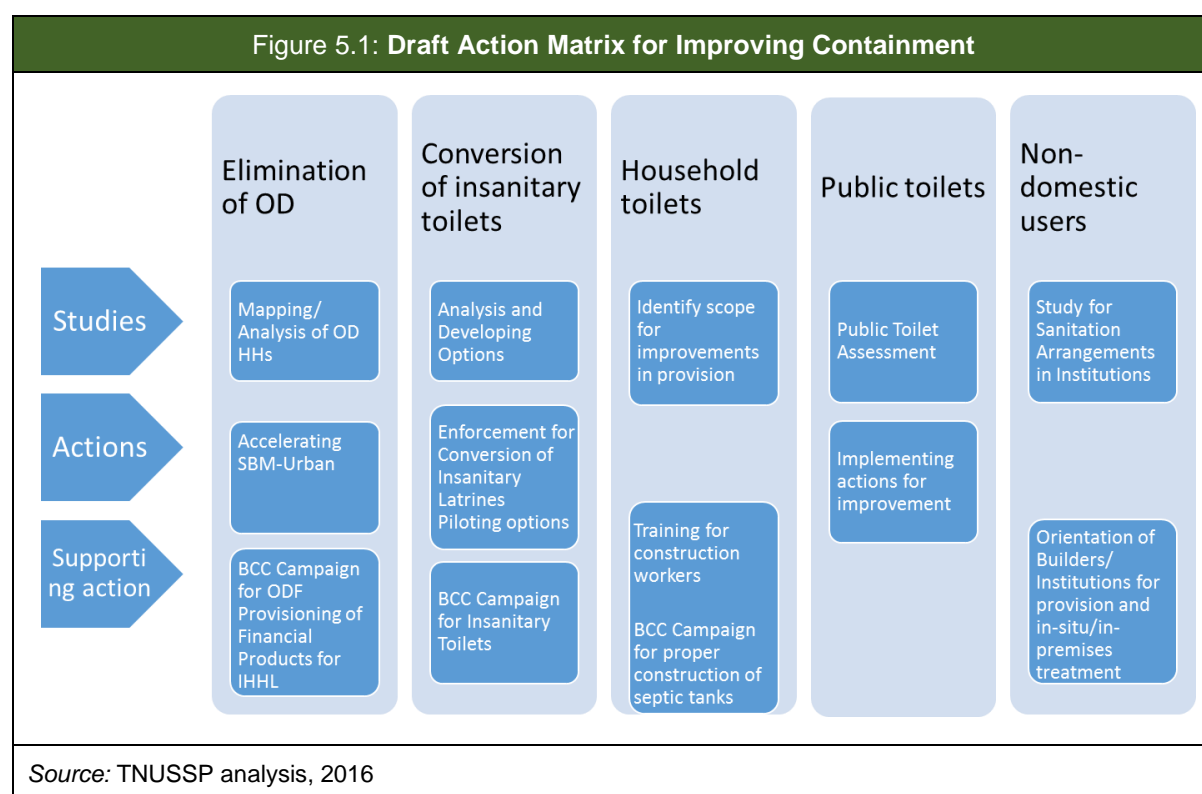 Figure 5.1: Draft Action Matrix for Improving Containment
Elimination
of OD
Conversion
of insanitary
toilets
Household
toilets
Public toilets
Non-
domestic
users
Studies
Mapping/
Analysis of OD
HHs
Analysis and
Developing
Options
Identify scope
for
improvements
in provision
Public Toilet
Assessment
Study for
Sanitation
Arrangements
in Institutions
Actions
Accelerating
SBM-Urban
Enforcement for
Conversion of
Insanitary
Latrines
Piloting options
Implementing
actions for
improvement
Supporti
ng action
BCC Campaign
for ODF
Provisioning of
Financial
Products for
IHHL
BCC Campaign
for Insanitary
Toilets
Training for
construction
workers
BCC Campaign
for proper
construction of
septic tanks
Orientation of
Builders/
Institutions for
provision and
in-situ/in-
premises
treatment
Source: TNUSSP analysis, 2016